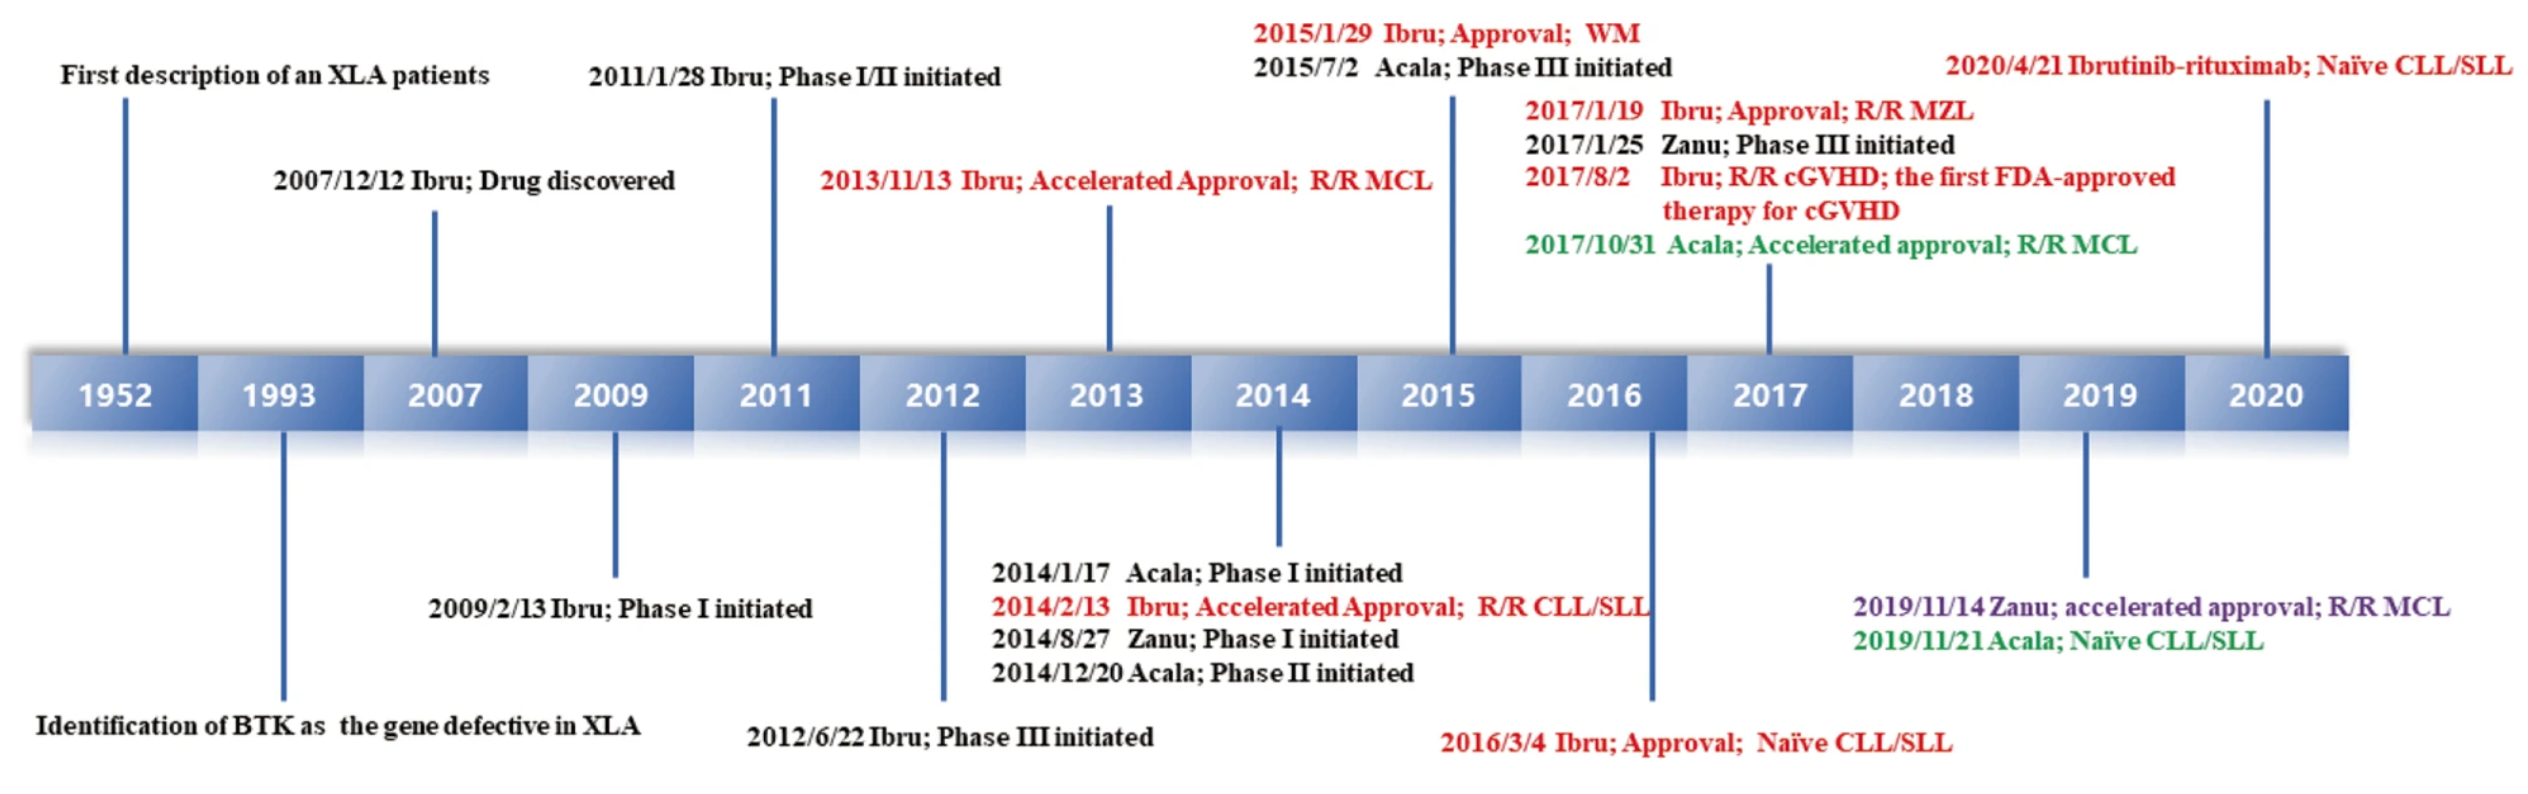 2015/1/29 Ibru; Approval; WM
2015/7/2 Acala; Phase III initiated
First description of an XLA patients
2011/1/28 Ibru; Phase I/II initiated
2020/4/21 Ibrutinib-rituximab; Naïve CLL/SLL
2017/1/19 Ibru; Approval; R/R MZL
2017/1/25 Zanu; Phase III initiated
2017/8/2 Ibru; R/R cGVHD; the first FDA-approved
therapy for cGVHD
2017/10/31 Acala; Accelerated approval; R/R MCL
2007/12/12 Ibru; Drug discovered
2013/11/13 Ibru; Accelerated Approval; R/R MCL
1952 1993 2007 2009 2011 2012 2013 2014 2015 2016 2017 2018 2019 2020
2014/1/17 Acala; Phase I initiated
2014/2/13 Ibru; Accelerated Approval; R/R CLL/SLL
2014/8/27 Zanu; Phase I initiated
2014/12/20 Acala; Phase II initiated
2009/2/13 Ibru; Phase I initiated
2019/11/14 Zanu; accelerated approval; R/R MCL
2019/11/21 Acala; Naïve CLL/SLL
Identification of BTK as the gene defective in XLA
2012/6/22 Ibru; Phase III initiated
2016/3/4 Ibru; Approval; Naïve CLL/SLL